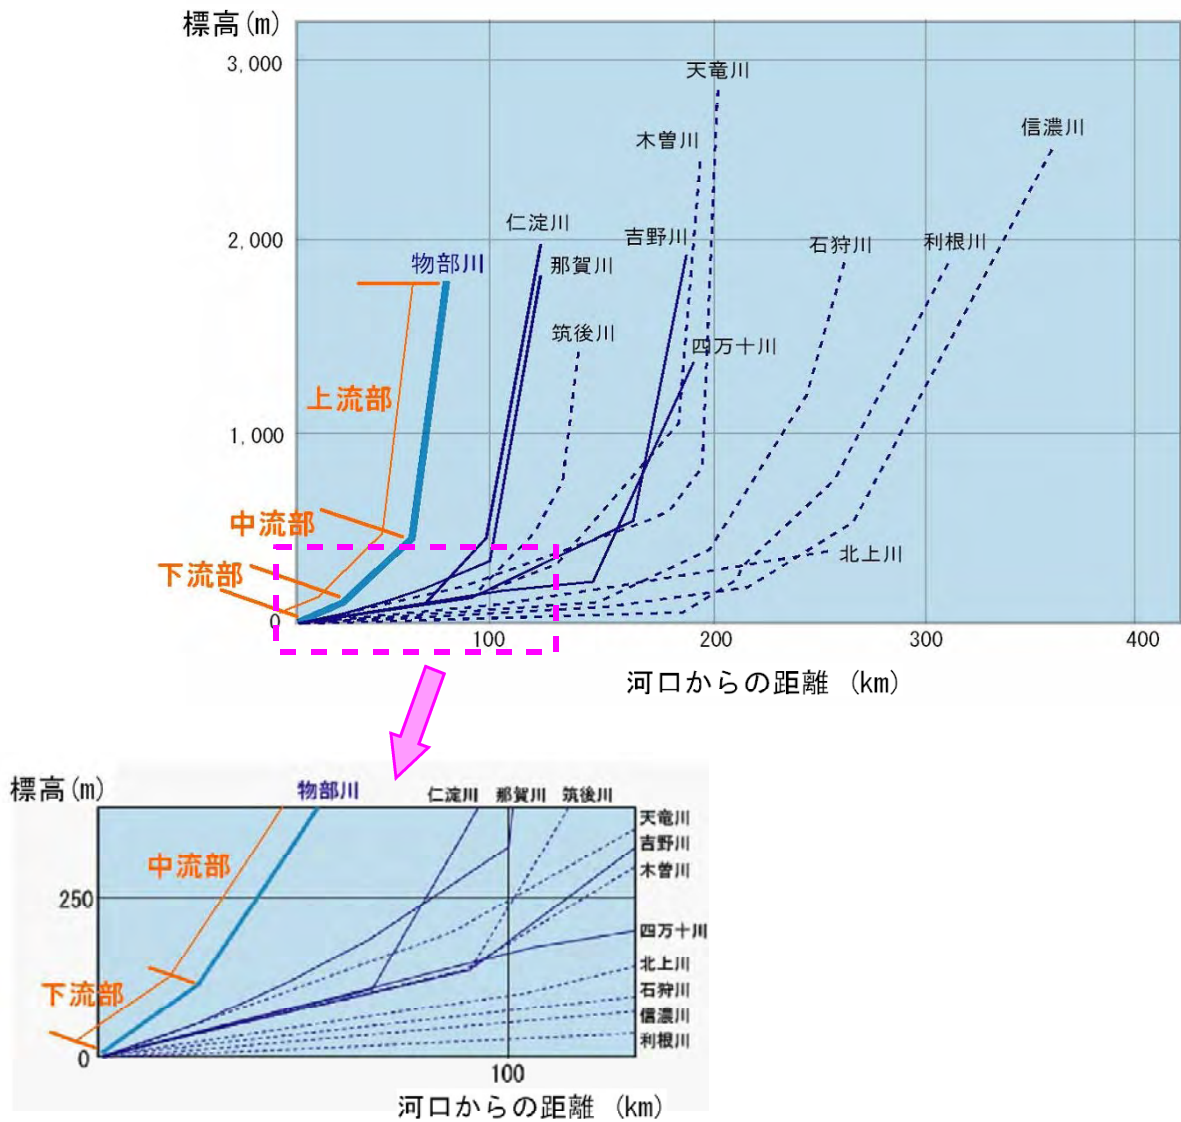 標高(m)
3,000
天竜川
信濃川
木曽川
仁淀川
吉野川
2,000
石狩川
利根川
物部川
那賀川
筑後川
四万十川
上流部
1,000
中流部
北上川
下流部
0
100
200
300
400
河口からの距離 (km)
標高(m)
物部川
仁淀川
那賀川
筑後川
天竜川
吉野川
中流部
木曽川
250
四万十川
北上川
下流部
石狩川
信濃川
利根川
0
100
河口からの距離 (km)